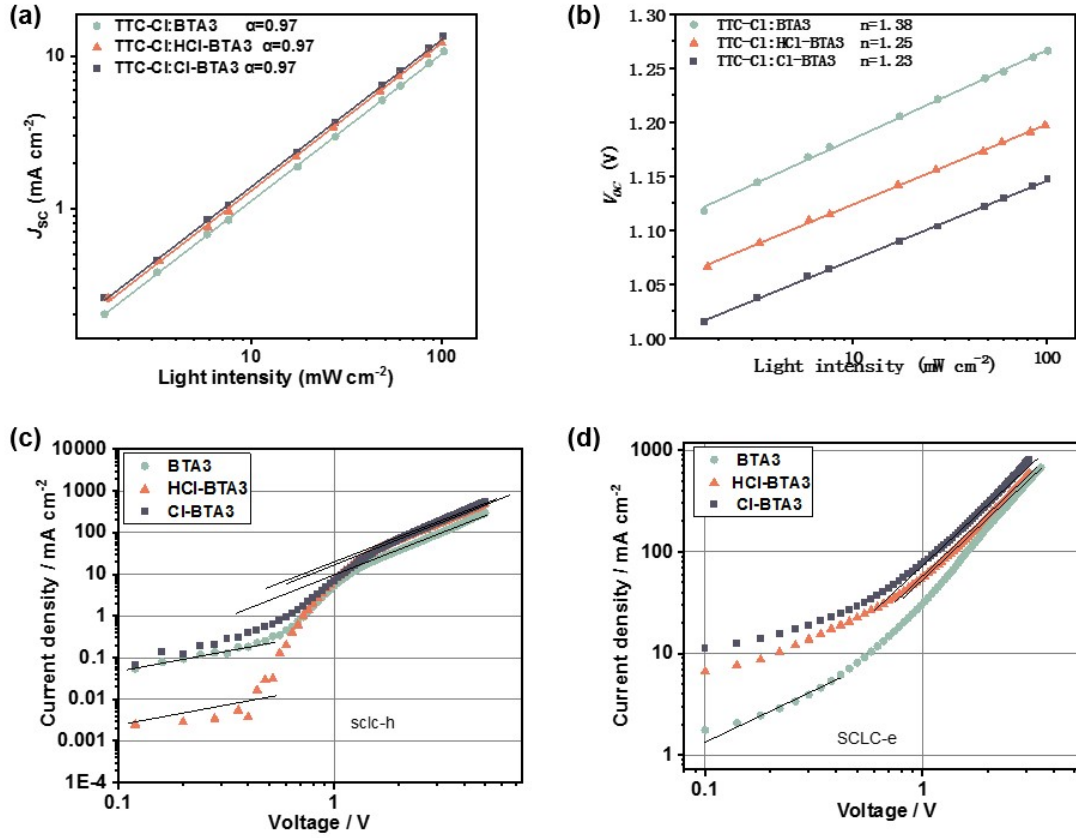 (a)
TTC-Cl:BTA3 α=0.97
TTC-Cl:HCl-BTA3 α=0.97
TTC-Cl:Cl-BTA3 α=0.97
10
1
J_SC (mA cm⁻²)
10
100
Light intensity (mW cm⁻²)
(b)
TTC-Cl:BTA3 n=1.38
TTC-Cl:HCl-BTA3 n=1.25
TTC-Cl:Cl-BTA3 n=1.23
1.30
1.25
1.20
1.15
1.10
1.05
1.00
V_oc (V)
10
100
Light intensity (mW cm⁻²)
(c)
BTA3
HCl-BTA3
Cl-BTA3
10000
1000
100
10
1
0.1
0.01
0.001
1E-4
Current density / mA cm⁻²
sclc-h
0.1
1
Voltage / V
(d)
BTA3
HCl-BTA3
Cl-BTA3
1000
100
10
1
Current density / mA cm⁻²
SCLC-e
0.1
1
Voltage / V